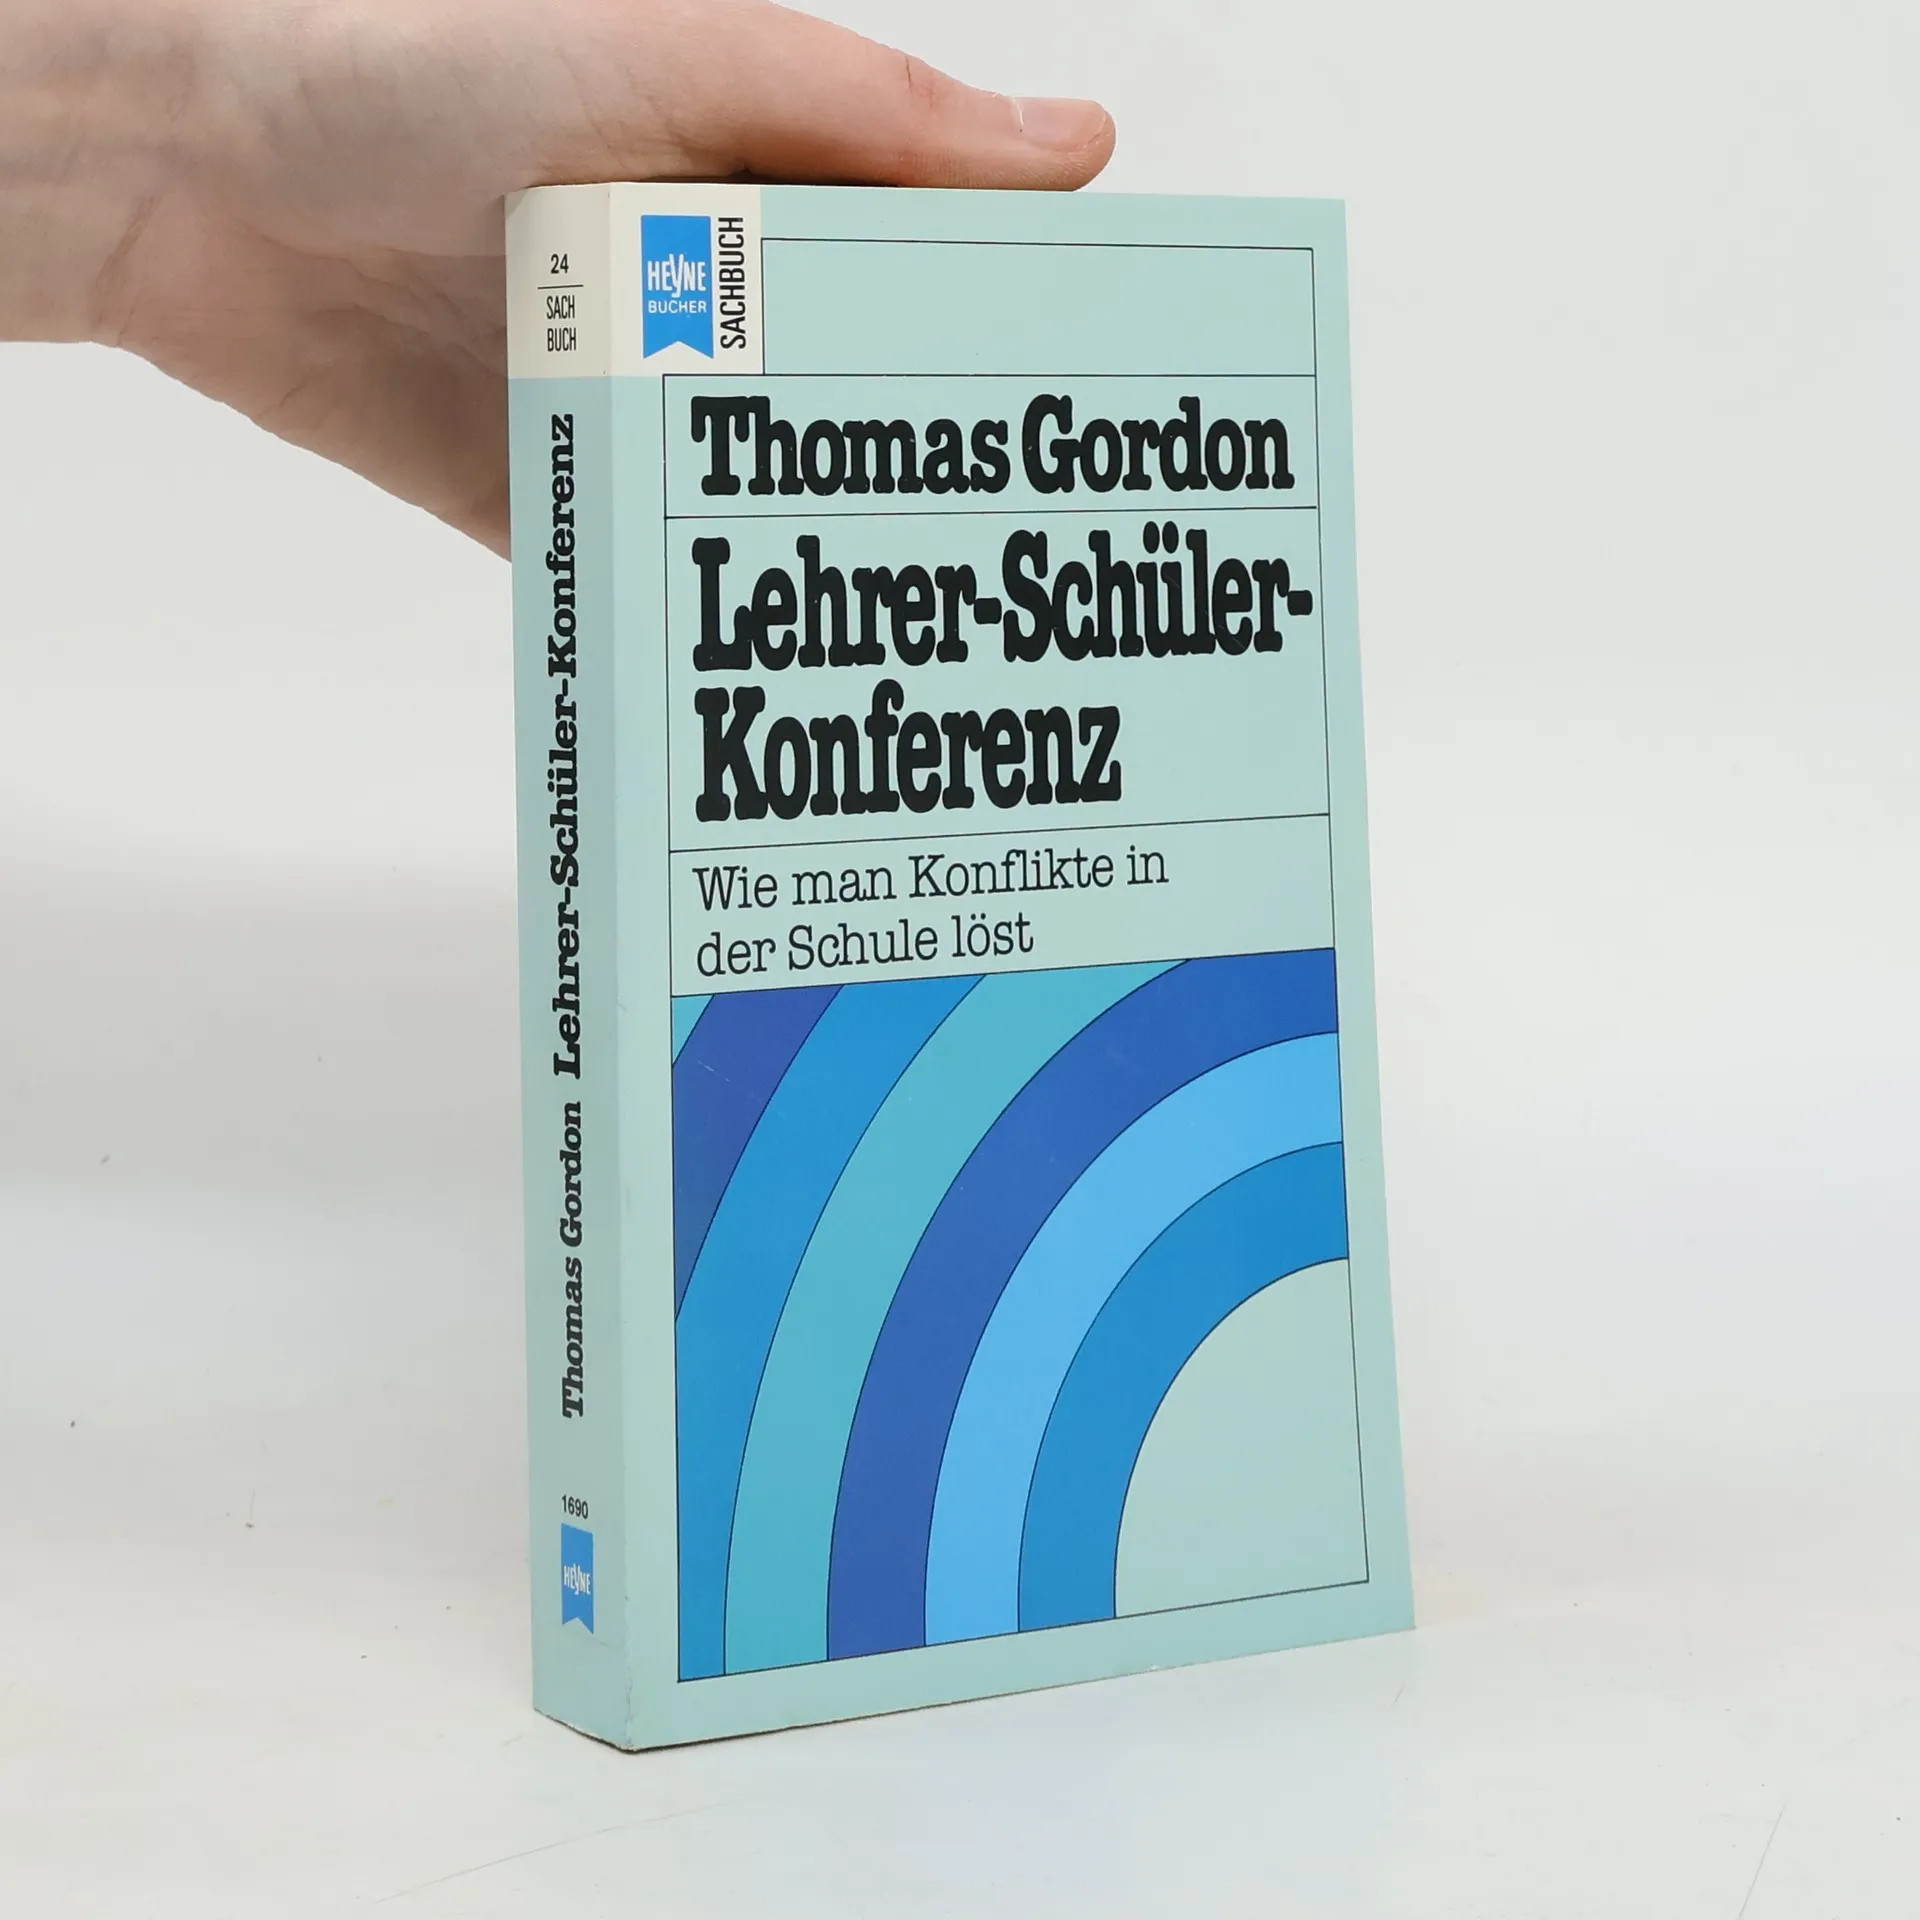 24
SACH
BUCH
Thomas Gordon Lehrer-Schüler-Konferenz
1690
HEYNE
HEYNE
BÜCHER
SACHBUCH
Thomas Gordon
Lehrer-Schüler-
Konferenz
Wie man Konflikte in
der Schule löst